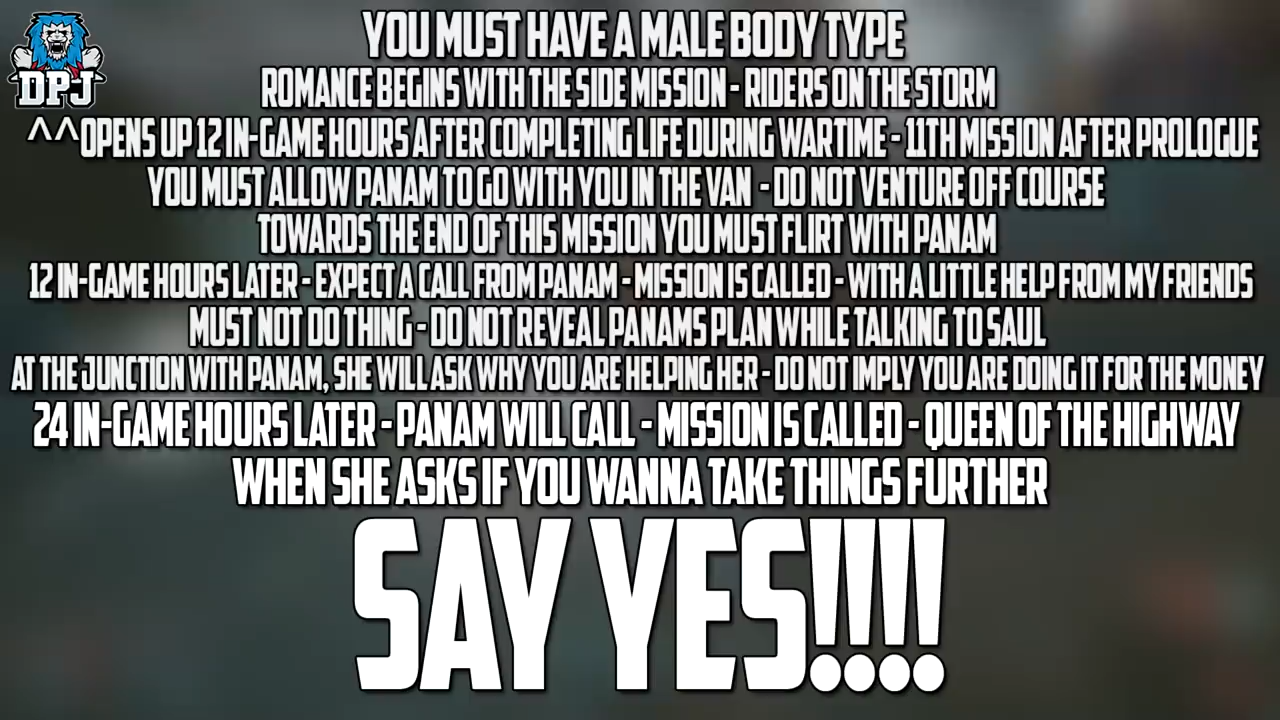 DPJ
YOU MUST HAVE A MALE BODY TYPE
ROMANCE BEGINS WITH THE SIDE MISSION - RIDERS ON THE STORM
^^OPENS UP 12 IN-GAME HOURS AFTER COMPLETING LIFE DURING WARTIME - 11TH MISSION AFTER PROLOGUE
YOU MUST ALLOW PANAM TO GO WITH YOU IN THE VAN - DO NOT VENTURE OFF COURSE
TOWARDS THE END OF THIS MISSION YOU MUST FLIRT WITH PANAM
12 IN-GAME HOURS LATER - EXPECT A CALL FROM PANAM - MISSION IS CALLED - WITH A LITTLE HELP FROM MY FRIENDS
MUST NOT DO THING - DO NOT REVEAL PANAMS PLAN WHILE TALKING TO SAUL
AT THE JUNCTION WITH PANAM, SHE WILL ASK WHY YOU ARE HELPING HER - DO NOT IMPLY YOU ARE DOING IT FOR THE MONEY
24 IN-GAME HOURS LATER - PANAM WILL CALL - MISSION IS CALLED - QUEEN OF THE HIGHWAY
WHEN SHE ASKS IF YOU WANNA TAKE THINGS FURTHER
SAY YES!!!!